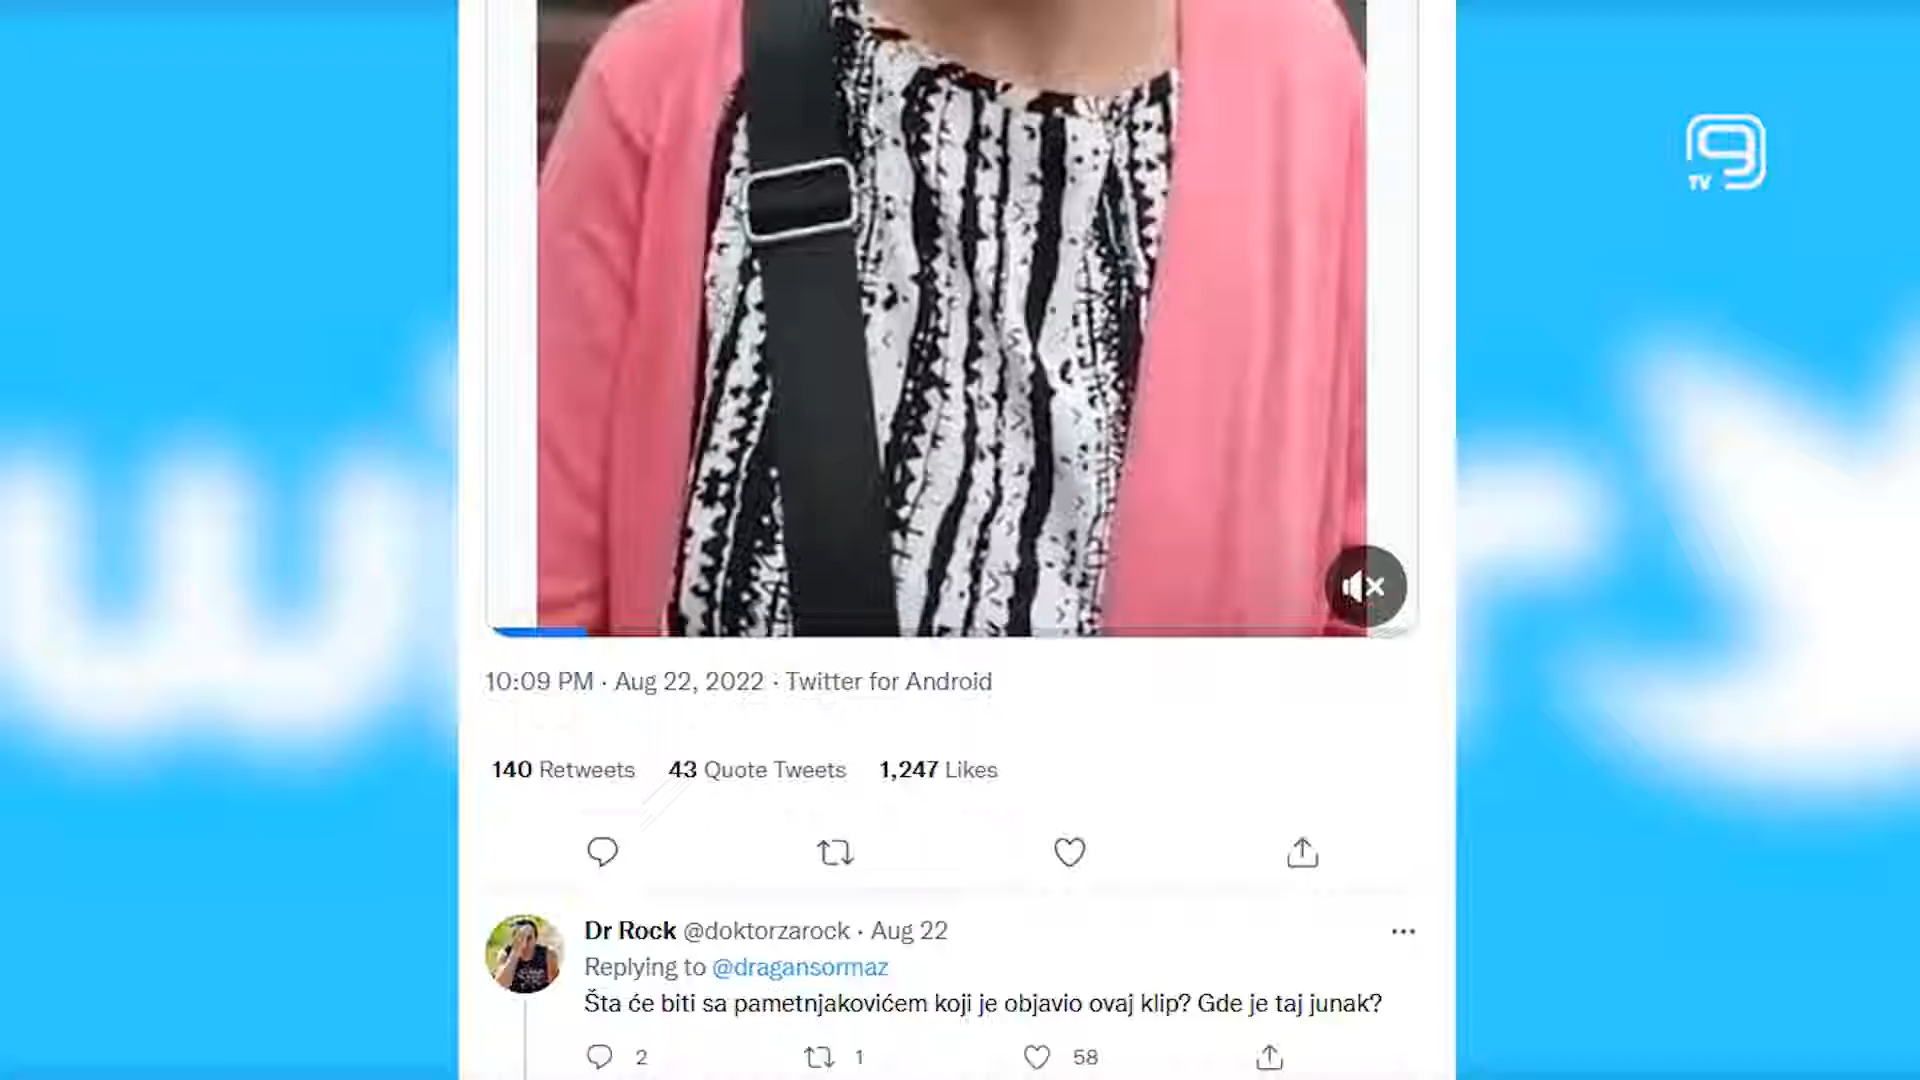 9
TV
10:09 PM · Aug 22, 2022 · Twitter for Android
140 Retweets 43 Quote Tweets 1,247 Likes
Dr Rock @doktorzarock · Aug 22
Replying to @dragansormaz
Šta će biti sa pametnjakovićem koji je objavio ovaj klip? Gde je taj junak?
2 1 58